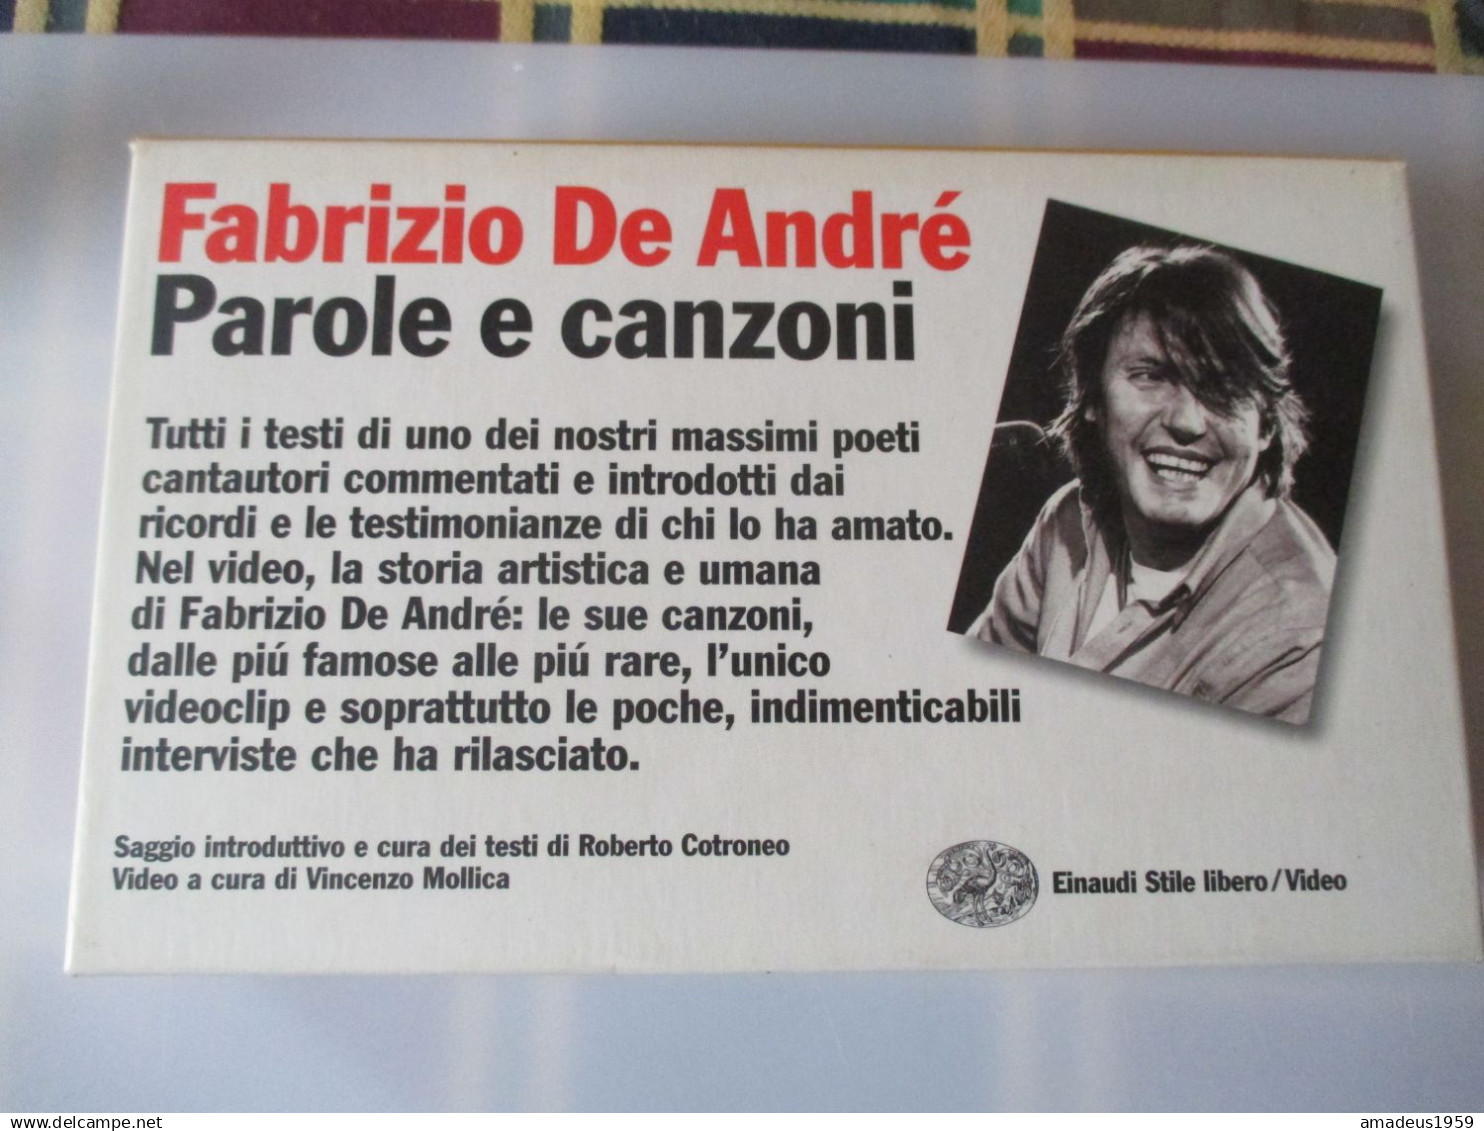 Fabrizio De André
Parole e canzoni
Tutti i testi di uno dei nostri massimi poeti
cantautori commentati e introdotti dai
ricordi e le testimonianze di chi lo ha amato.
Nel video, la storia artistica e umana
di Fabrizio De André: le sue canzoni,
dalle piú famose alle piú rare, l'unico
videoclip e soprattutto le poche, indimenticabili
interviste che ha rilasciato.
Saggio introduttivo e cura dei testi di Roberto Cotroneo
Video a cura di Vincenzo Mollica
Einaudi Stile libero/Video
delcampe.net
amadeus1959